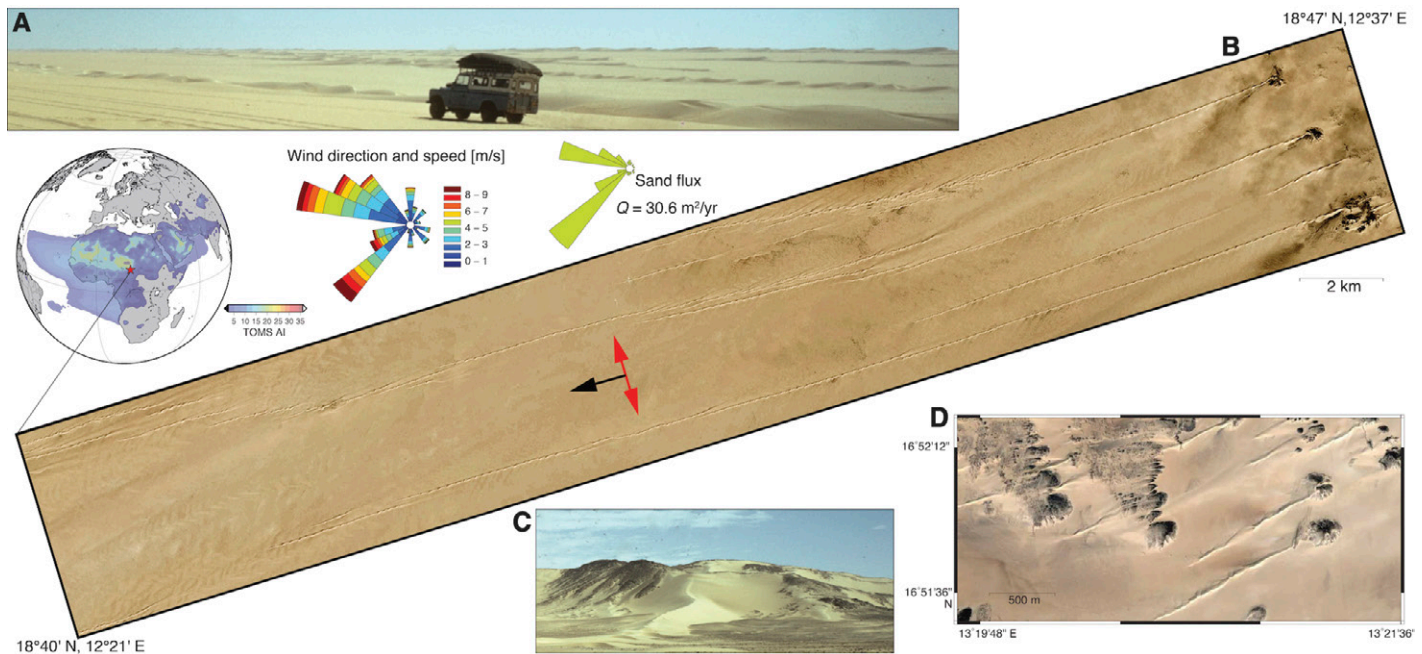 A
18°47' N,12°37' E
B
Wind direction and speed [m/s]
8 – 9
6 – 7
4 – 5
2 – 3
0 – 1
Sand flux
Q = 30.6 m²/yr
2 km
5 10 15 20 25 30 35
TOMS AI
D
16°52'12"
C
500 m
16°51'36"
N
18°40' N, 12°21' E
13°19'48" E
13°21'36"